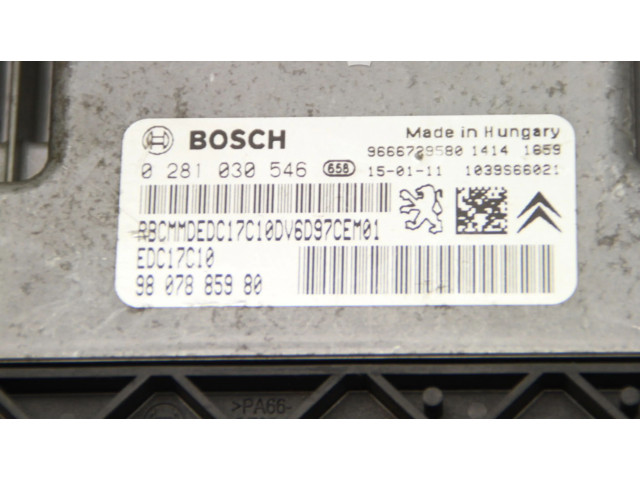 BOSCH
Made in Hungary
9666729580 1414 1659
0 281 030 546 658 15-01-11 1039S66021
RBCMMDEDC17C10DV6D97CEM01
EDC17C10
98 078 859 80
>PA66-